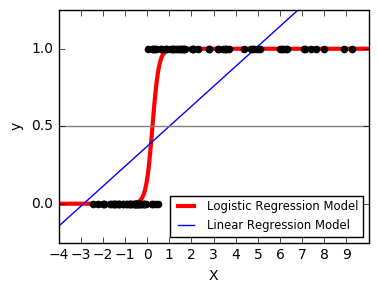 1.0
0.5
0.0
y
−4 −3 −2 −1 0 1 2 3 4 5 6 7 8 9
X
Logistic Regression Model
Linear Regression Model